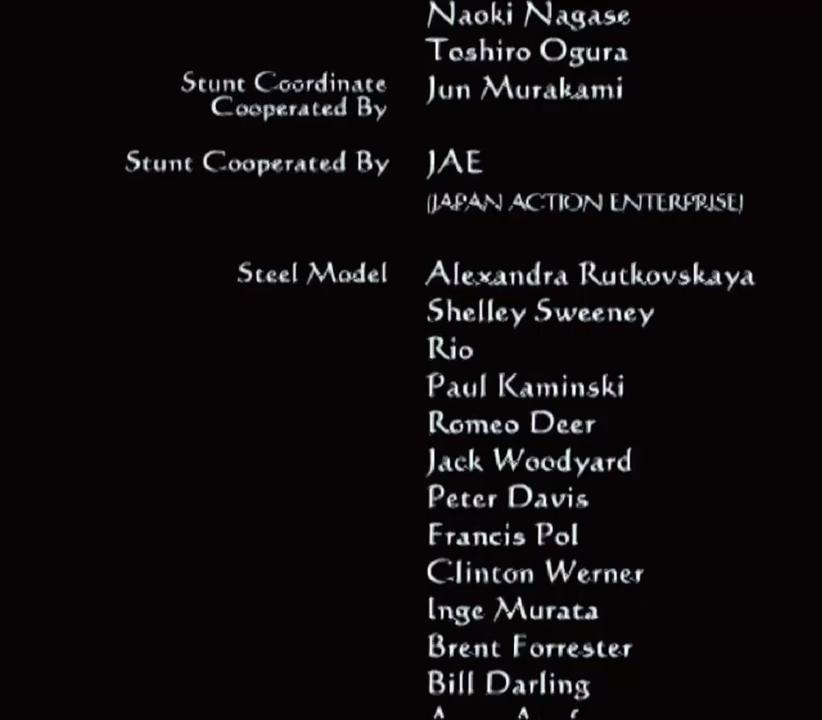 Naoki Nagase
Toshiro Ogura
Stunt Coordinate Cooperated By Jun Murakami
Stunt Cooperated By JAE
(JAPAN ACTION ENTERPRISE)
Steel Model Alexandra Rutkovskaya
Shelley Sweeney
Rio
Paul Kaminski
Romeo Deer
Jack Woodyard
Peter Davis
Francis Pol
Clinton Werner
Inge Murata
Brent Forrester
Bill Darling